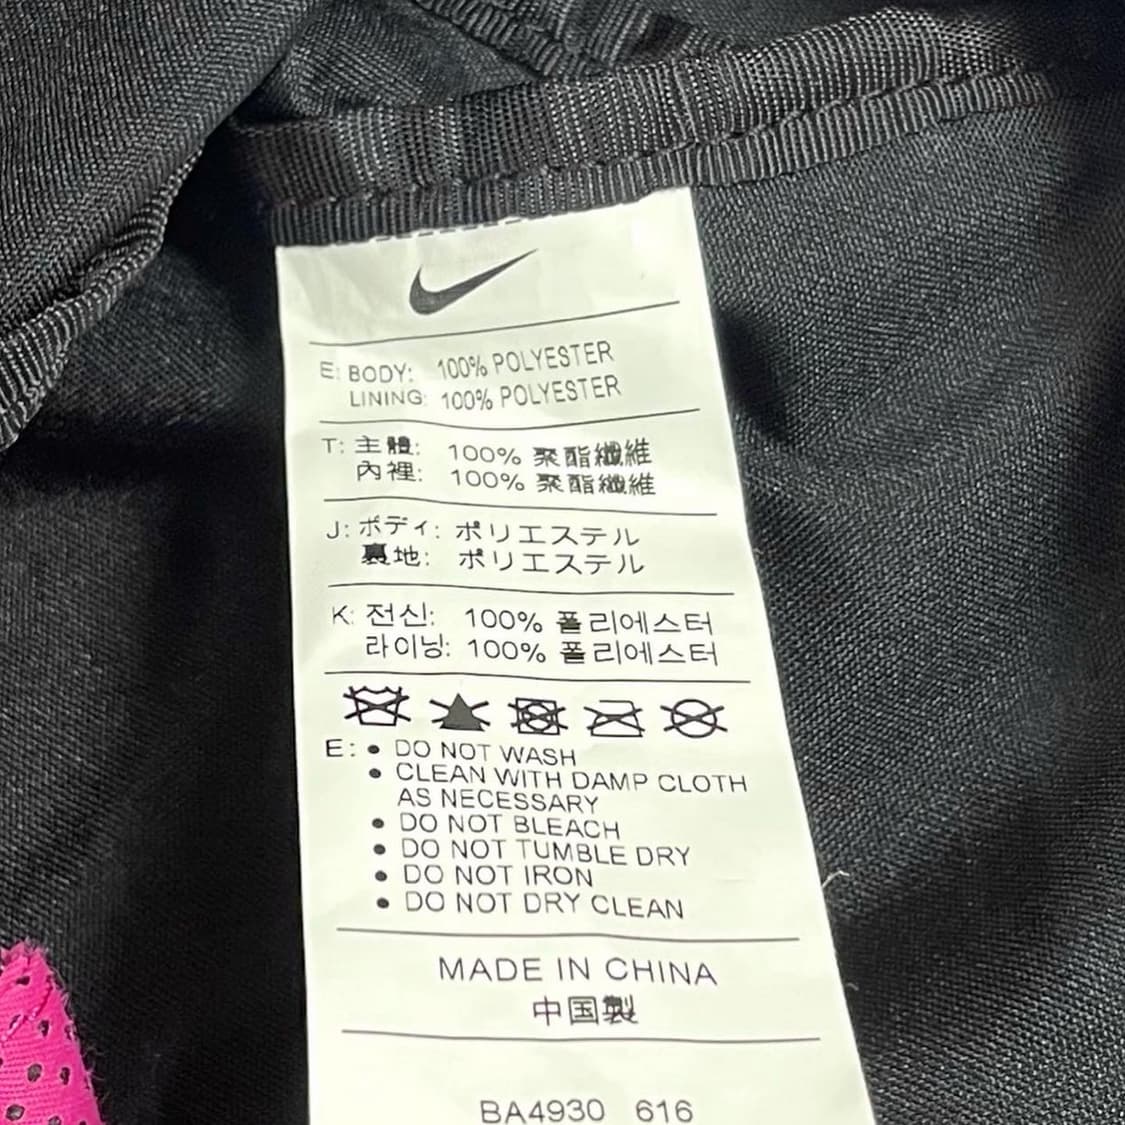 E: BODY: 100% POLYESTER
LINING: 100% POLYESTER
T: 主體: 100% 聚酯纖維
內裡: 100% 聚酯纖維
J: ボディ: ポリエステル
裏地: ポリエステル
K: 전신: 100% 폴리에스터
라이닝: 100% 폴리에스터
E: • DO NOT WASH
• CLEAN WITH DAMP CLOTH
AS NECESSARY
• DO NOT BLEACH
• DO NOT TUMBLE DRY
• DO NOT IRON
• DO NOT DRY CLEAN
MADE IN CHINA
中国製
BA4930 616